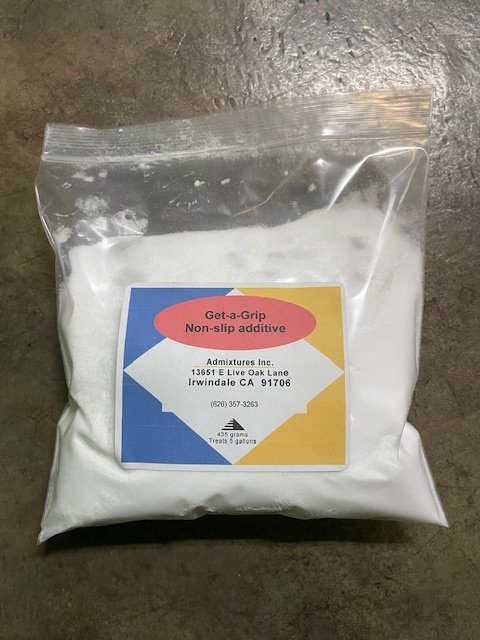 Get-a-Grip
Non-slip additive
Admixtures Inc.
13651 E Live Oak Lane
Irwindale CA 91706
(626) 357-3263
435 grams
Treats 5 gallons